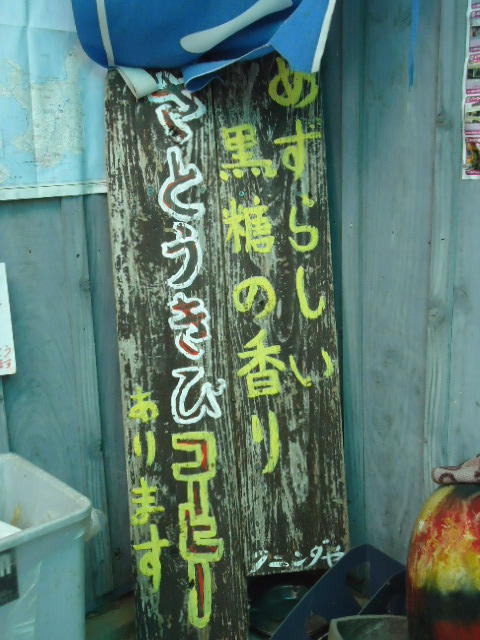 めすらしい
黒糖の香り
さとうきび
コーヒー
あります